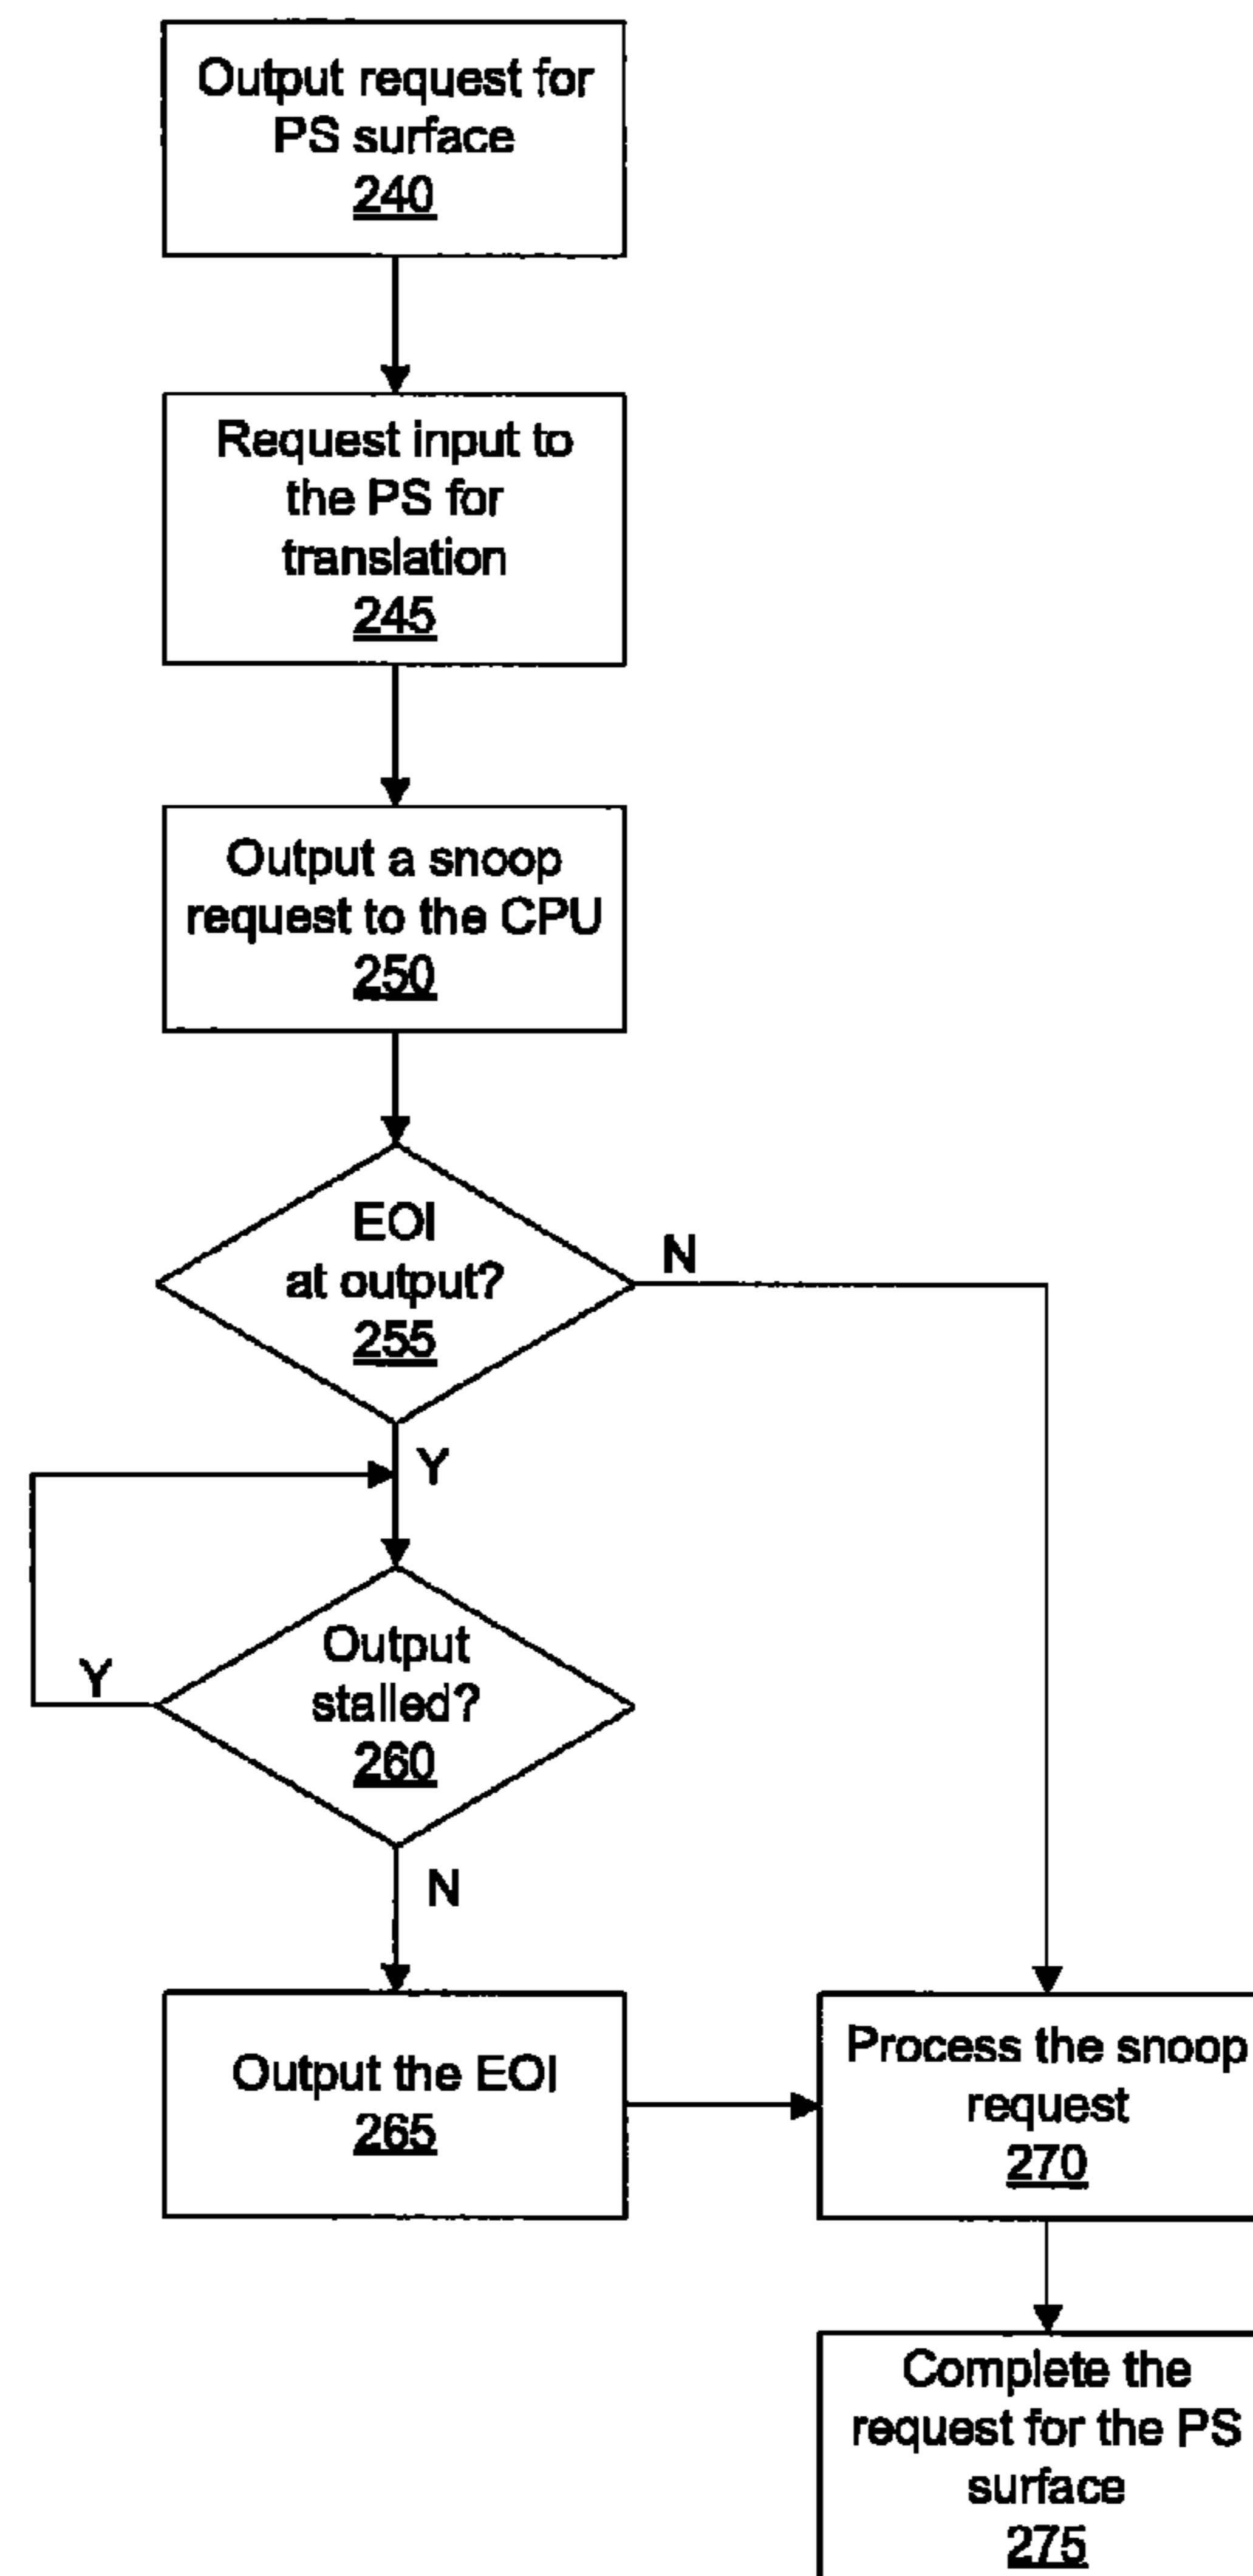 Output request for
PS surface
240
Request input to
the PS for
translation
245
Output a snoop
request to the CPU
250
EOI
at output?
255
N
Y
Output
stalled?
260
Y
N
Output the EOI
265
Process the snoop
request
270
Complete the
request for the PS
surface
275